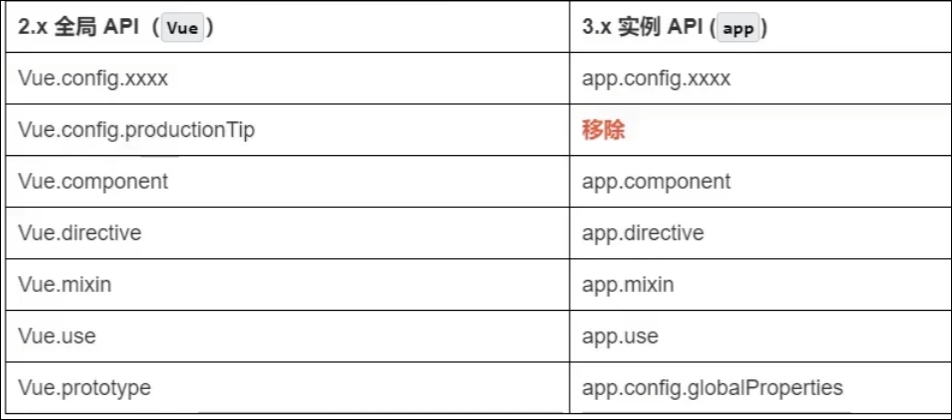 2.x 全局 API（Vue） 3.x 实例 API (app)
Vue.config.xxxx app.config.xxxx
Vue.config.productionTip 移除
Vue.component app.component
Vue.directive app.directive
Vue.mixin app.mixin
Vue.use app.use
Vue.prototype app.config.globalProperties